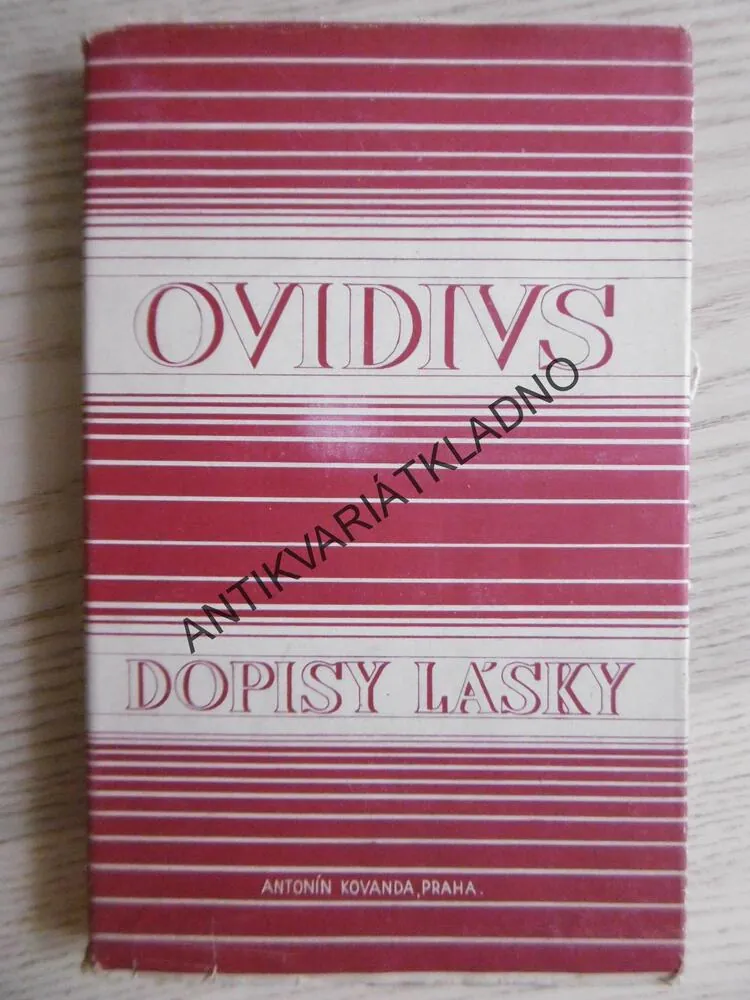 OVIDIVS
ANTIKVARIÁTKLADNO
DOPISY LÁSKY
ANTONÍN KOVANDA, PRAHA.